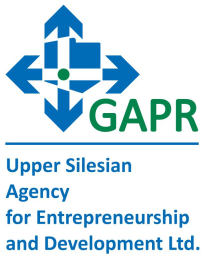 GAPR
Upper Silesian
Agency
for Entrepreneurship
and Development Ltd.